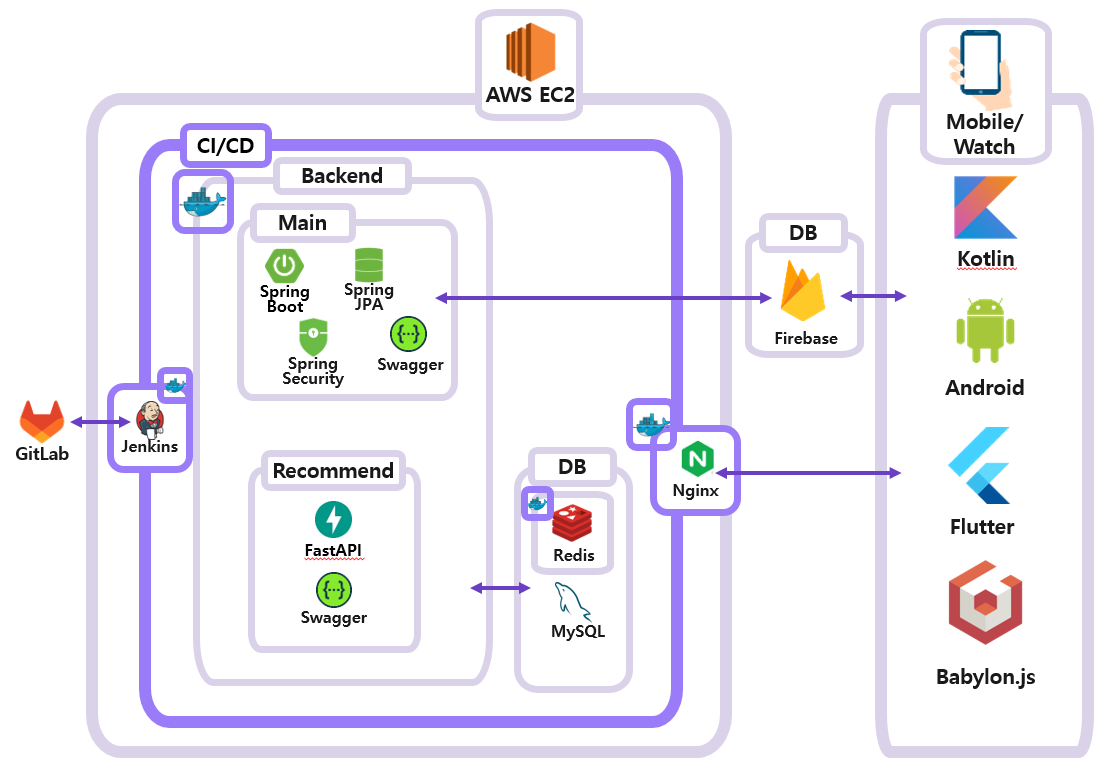 AWS EC2
Mobile/
Watch
CI/CD
Backend
Main
Spring
Boot
Spring
JPA
Spring
Security
Swagger
DB
Firebase
Kotlin
Android
GitLab
Jenkins
Recommend
FastAPI
Swagger
DB
Redis
MySQL
Nginx
Flutter
Babylon.js